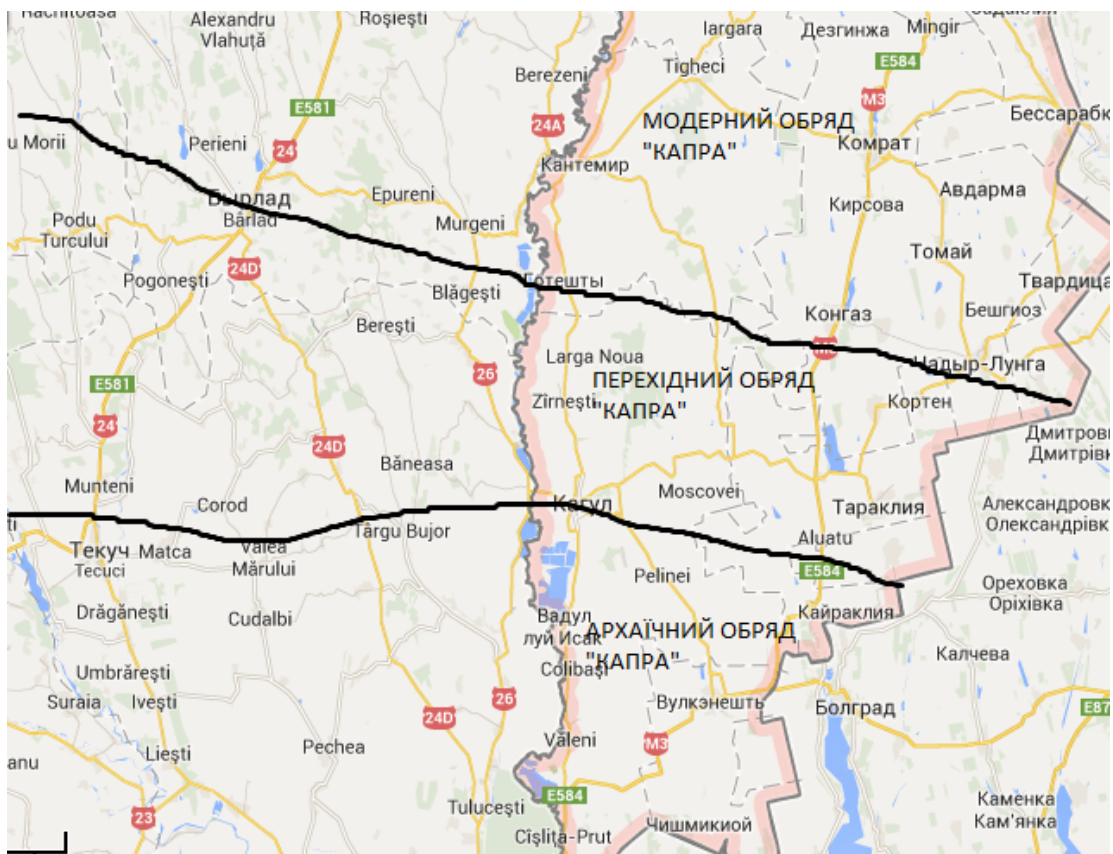 Alexandru
Vlahuță
Roșiești
Iargara
Дезгинжа
Mingir
Berezeni
Tigheci
E584
E581
M3
24A
МОДЕРНИЙ ОБРЯД
"КАПРА"
Бессарабк
u Morii
Perieni
24
Комрат
Кантемир
Epureni
Авдарма
Бырлад
Bârlad
Кирсова
Podu
Turcului
Murgeni
Томай
24D
Pogonești
Готешты
Твардица
Blăgești
Конгаз
Бешгиоз
Berești
Larga Noua
Чадыр-Лунга
26
ПЕРЕХІДНИЙ ОБРЯД
"КАПРА"
E581
Zîrnești
Кортен
24
Дмитровк
Дмитрівк
24D
Băneasa
Munteni
Moscovei
Corod
Кагул
Тараклия
Александровк
Олександрівк
Текуч
Tecuci
Matca
Valea
Mărului
Târgu Bujor
Aluatu
E584
Pelinei
Ореховка
Оріхівка
Drăgănești
Cudalbi
Вадул
луй Исак
Кайраклия
АРХАЇЧНИЙ ОБРЯД
"КАПРА"
Калчева
Colibași
Umbrărești
Suraia
Ivești
26
Вулкэнешть
Болград
E87
24D
Pechea
Văleni
M3
anu
Liești
E584
Tulucești
23
Каменка
Кам'янка
Чишмикиой
Cîșlița-Prut